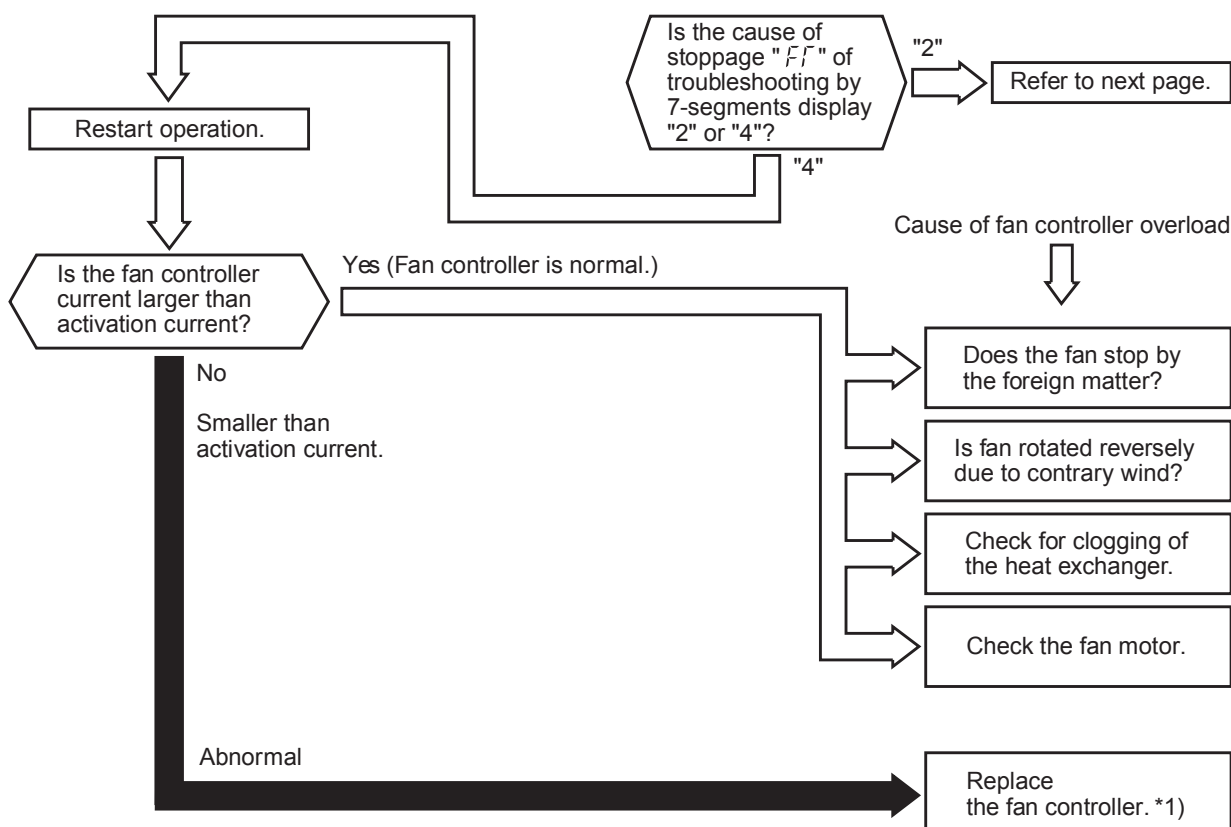 Is the cause of
stoppage "FF" of
troubleshooting by
7-segments display
"2" or "4"?
"2"
Refer to next page.
"4"
Restart operation.
Cause of fan controller overload
Is the fan controller
current larger than
activation current?
Yes (Fan controller is normal.)
No
Smaller than
activation current.
Does the fan stop by
the foreign matter?
Is fan rotated reversely
due to contrary wind?
Check for clogging of
the heat exchanger.
Check the fan motor.
Abnormal
Replace
the fan controller. *1)